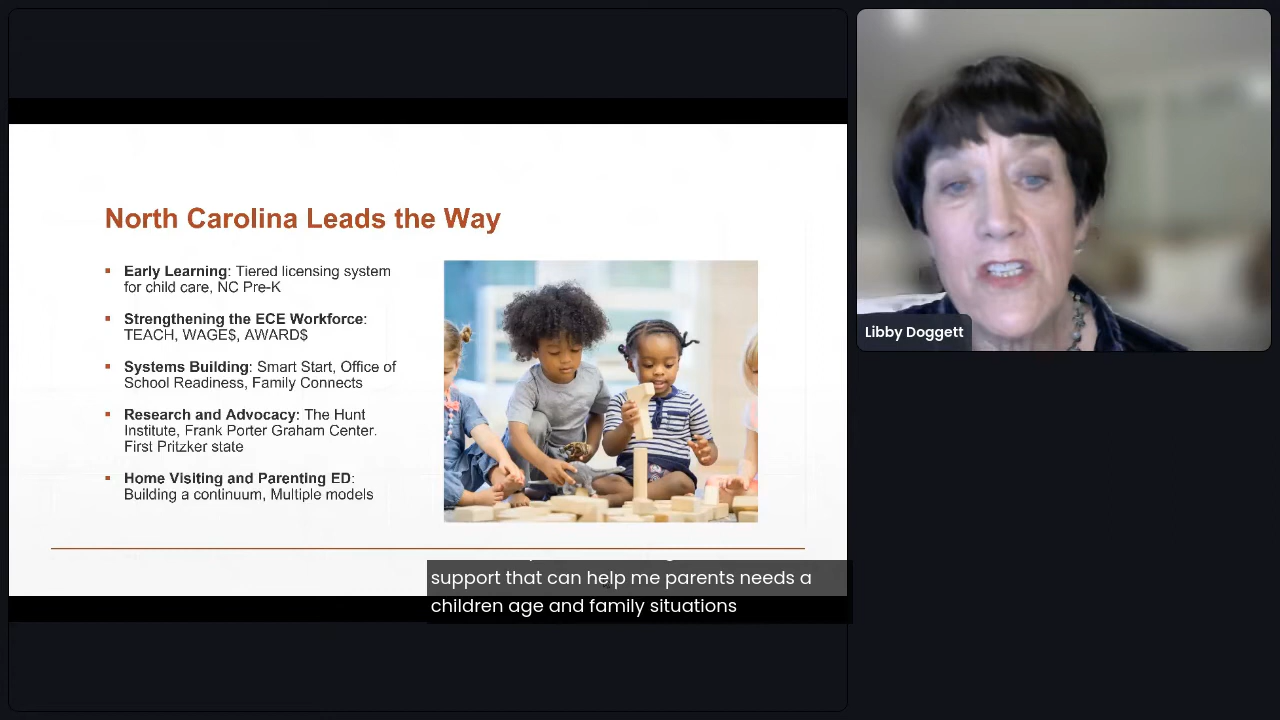 North Carolina Leads the Way
▪ Early Learning: Tiered licensing system
for child care, NC Pre-K
▪ Strengthening the ECE Workforce:
TEACH, WAGE$, AWARD$
▪ Systems Building: Smart Start, Office of
School Readiness, Family Connects
▪ Research and Advocacy: The Hunt
Institute, Frank Porter Graham Center.
First Pritzker state
▪ Home Visiting and Parenting ED:
Building a continuum, Multiple models
support that can help me parents needs a
children age and family situations
Libby Doggett